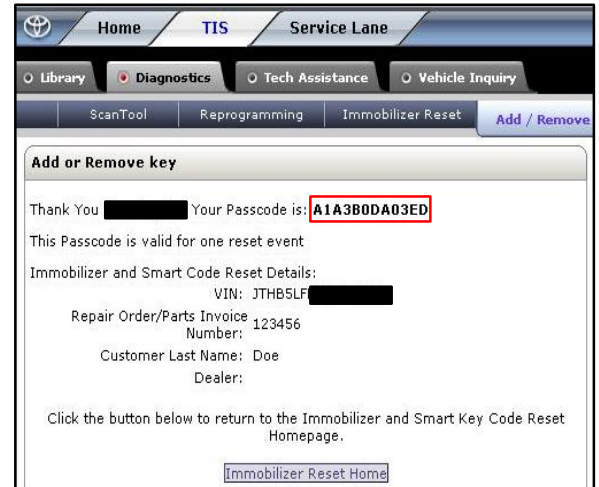 Home TIS Service Lane
Library Diagnostics Tech Assistance Vehicle Inquiry
ScanTool Reprogramming Immobilizer Reset Add / Remove
Add or Remove key
Thank You Your Passcode is: A1A3B0DA03ED
This Passcode is valid for one reset event
Immobilizer and Smart Code Reset Details:
VIN: JTHB5LF
Repair Order/Parts Invoice
Number: 123456
Customer Last Name: Doe
Dealer:
Click the button below to return to the Immobilizer and Smart Key Code Reset
Homepage.
Immobilizer Reset Home